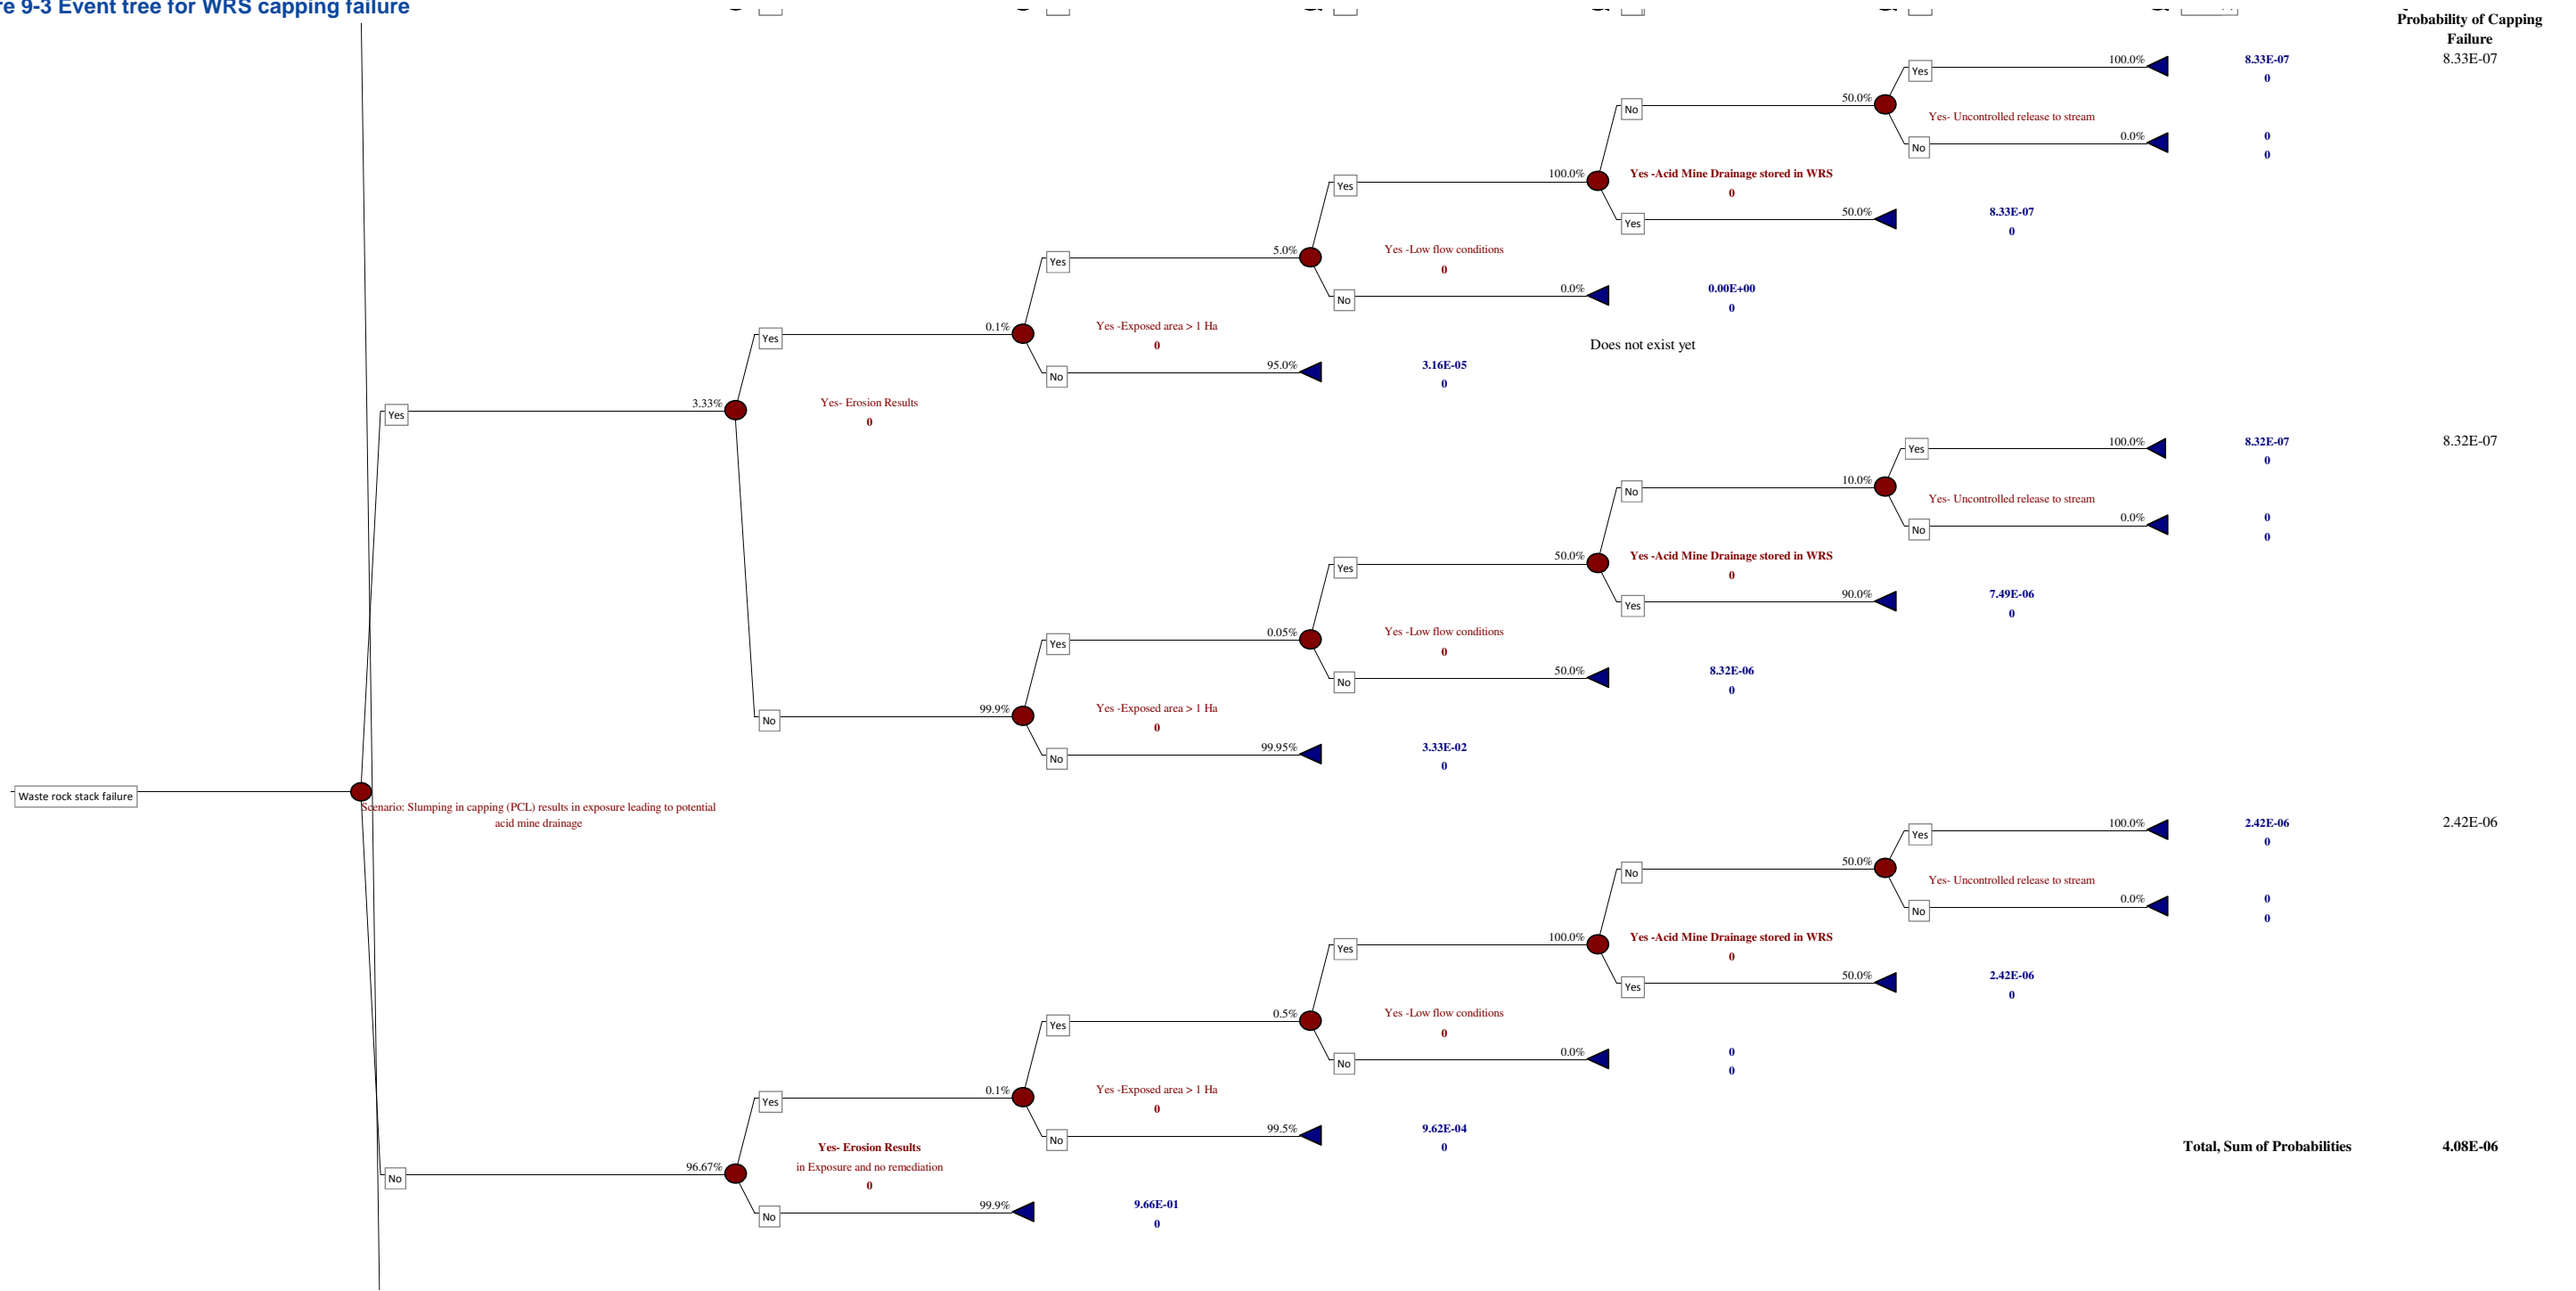 re 9-3 Event tree for WRS capping failure
Probability of Capping
Failure
100.0%
8.33E-07
8.33E-07
Yes
0
50.0%
No
Yes- Uncontrolled release to stream
0.0%
0
No
0
100.0%
Yes -Acid Mine Drainage stored in WRS
Yes
0
50.0%
8.33E-07
Yes
0
5.0%
Yes -Low flow conditions
Yes
0
0.0%
0.00E+00
No
0
0.1%
Yes -Exposed area > 1 Ha
Does not exist yet
Yes
0
95.0%
3.16E-05
No
0
3.33%
Yes- Erosion Results
Yes
0
100.0%
8.32E-07
8.32E-07
Yes
0
10.0%
No
Yes- Uncontrolled release to stream
0.0%
0
No
0
50.0%
Yes -Acid Mine Drainage stored in WRS
Yes
0
90.0%
7.49E-06
Yes
0
0.05%
Yes -Low flow conditions
Yes
0
50.0%
8.32E-06
No
0
99.9%
Yes -Exposed area > 1 Ha
No
0
99.95%
3.33E-02
No
0
Waste rock stack failure
Scenario: Slumping in capping (PCL) results in exposure leading to potential
acid mine drainage
100.0%
2.42E-06
2.42E-06
Yes
0
50.0%
No
Yes- Uncontrolled release to stream
0.0%
0
No
0
100.0%
Yes -Acid Mine Drainage stored in WRS
Yes
0
50.0%
2.42E-06
Yes
0
0.5%
Yes -Low flow conditions
Yes
0
0.0%
0
No
0
0.1%
Yes -Exposed area > 1 Ha
Yes
0
99.5%
9.62E-04
No
0
Total, Sum of Probabilities
4.08E-06
96.67%
Yes- Erosion Results
in Exposure and no remediation
No
0
99.9%
9.66E-01
No
0